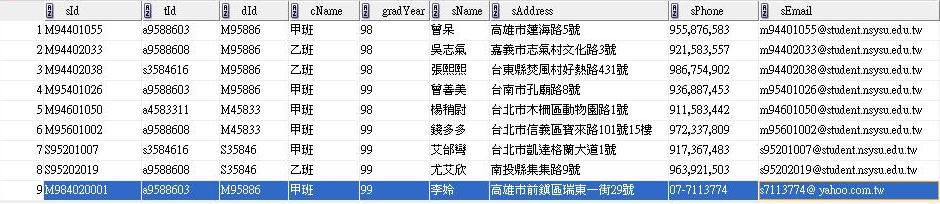 sId tId dId cName gradYear sName sAddress sPhone sEmail
1 M94401055 a9588603 M95886 甲班 98 曾呆 高雄市蓮海路5號 955,876,583 m94401055@student.nsysu.edu.tw
2 M94402033 a9588608 M95886 乙班 98 吳志氣 嘉義市志氣村文化路3號 921,583,557 m94402033@student.nsysu.edu.tw
3 M94402038 s3584616 M95886 乙班 98 張熙熙 台東縣焚風村好熱路431號 986,754,902 m94402038@student.nsysu.edu.tw
4 M95401026 a9588608 M95886 甲班 99 曾善美 台南市孔廟路8號 936,887,453 m95401026@student.nsysu.edu.tw
5 M94601050 a4583311 M45833 甲班 98 楊稍尉 台北市木柵區動物園路1號 911,583,442 m94601050@student.nsysu.edu.tw
6 M95601002 a9588608 M45833 甲班 99 錢多多 台北市信義區寶來路101號15樓 972,337,809 m95601002@student.nsysu.edu.tw
7 S95201007 s3584616 S35846 甲班 99 艾邰彎 台北市凱達格蘭大道1號 917,367,483 s95201007@student.nsysu.edu.tw
8 S95202019 a9588608 S35846 乙班 99 尤艾欣 南投縣集集路9號 963,921,503 s95202019@student.nsysu.edu.tw
9 M984020001 a9588603 M95886 甲班 99 李姈 高雄市前鎮區瑞東一街29號 07-7113774 s7113774@ yahoo.com.tw